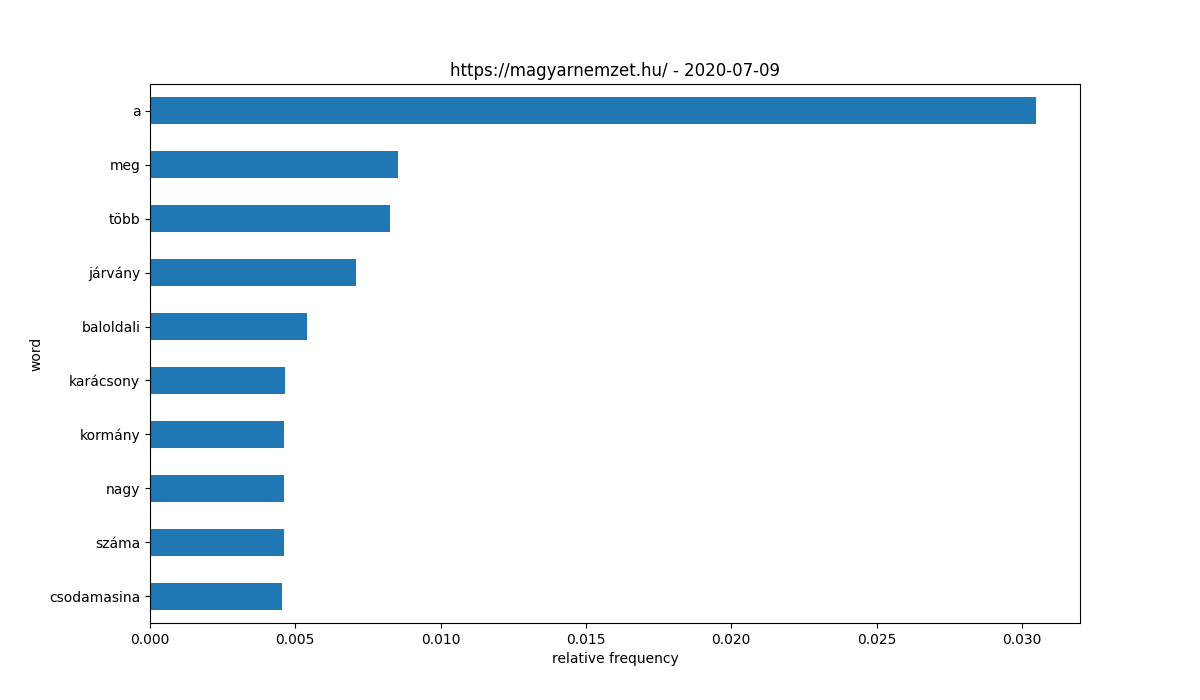 https://magyarnemzet.hu/ - 2020-07-09
a
meg
több
járvány
baloldali
karácsony
kormány
nagy
száma
csodamasina
word
0.000 0.005 0.010 0.015 0.020 0.025 0.030
relative frequency